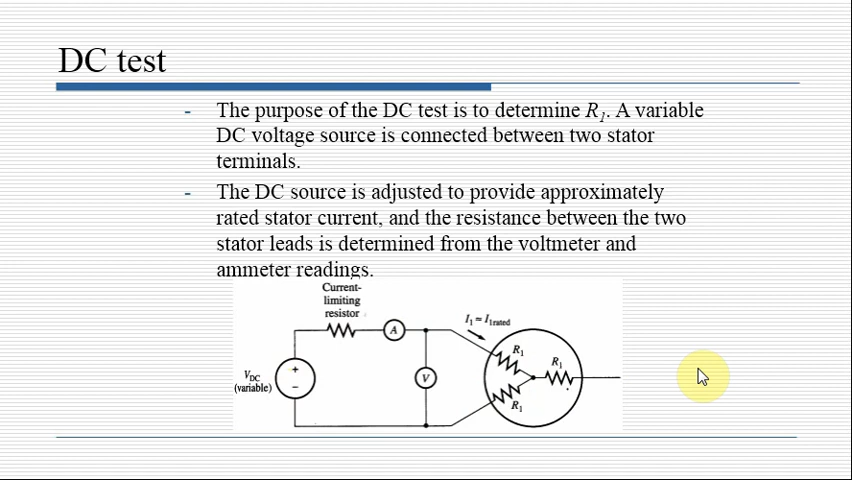 DC test
- The purpose of the DC test is to determine R₁. A variable
DC voltage source is connected between two stator
terminals.
- The DC source is adjusted to provide approximately
rated stator current, and the resistance between the two
stator leads is determined from the voltmeter and
ammeter readings.
Current-
limiting
resistor
A
I₁ = I₁rated
R₁
R₁
V_DC
(variable)
+
−
V
R₁